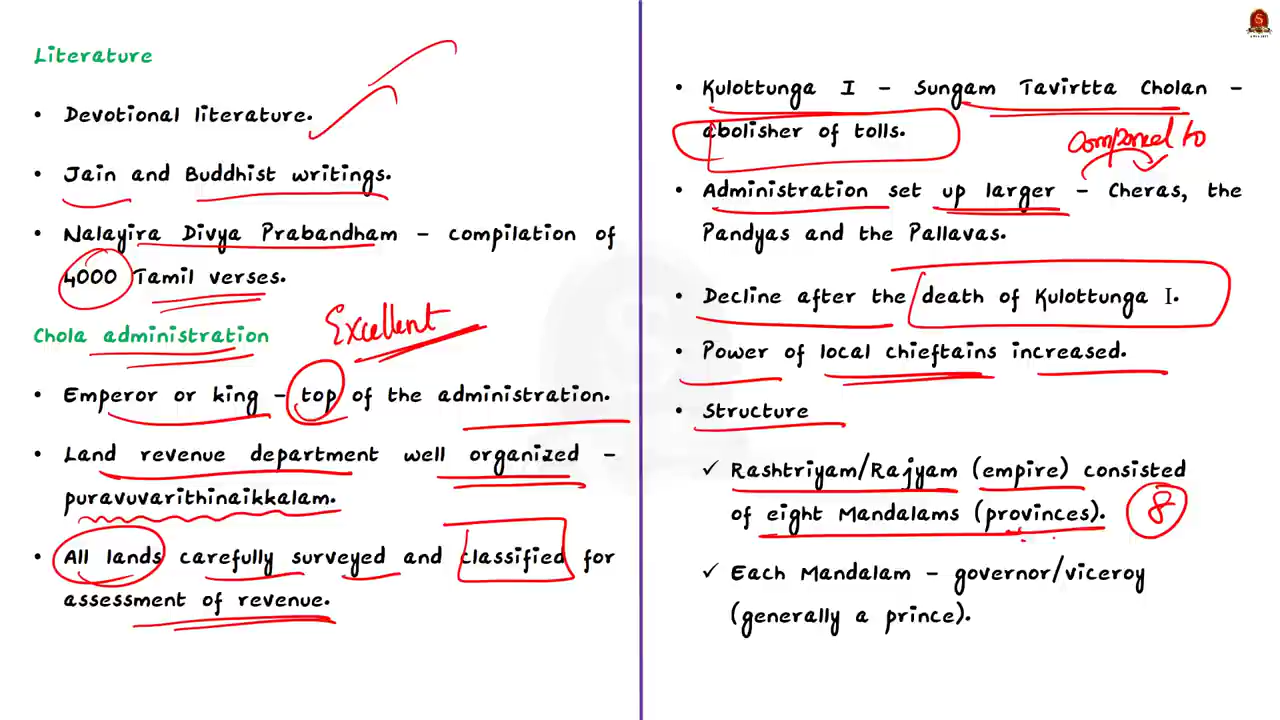 Literature
• Devotional literature.
• Jain and Buddhist writings.
• Nalayira Divya Prabandham – compilation of
4000 Tamil verses.
Excellent
Chola administration
• Emperor or king – top of the administration.
• Land revenue department well organized –
puravuvarithinaikkalam.
• All lands carefully surveyed and classified for
assessment of revenue.
• Kulottunga I – Sungam Tavirtta Cholan –
abolisher of tolls.
compared to
• Administration set up larger – Cheras, the
Pandyas and the Pallavas.
• Decline after the death of Kulottunga I.
• Power of local chieftains increased.
• Structure
✓ Rashtriyam/Rajyam (empire) consisted
of eight Mandalams (provinces). 8
✓ Each Mandalam – governor/viceroy
(generally a prince).